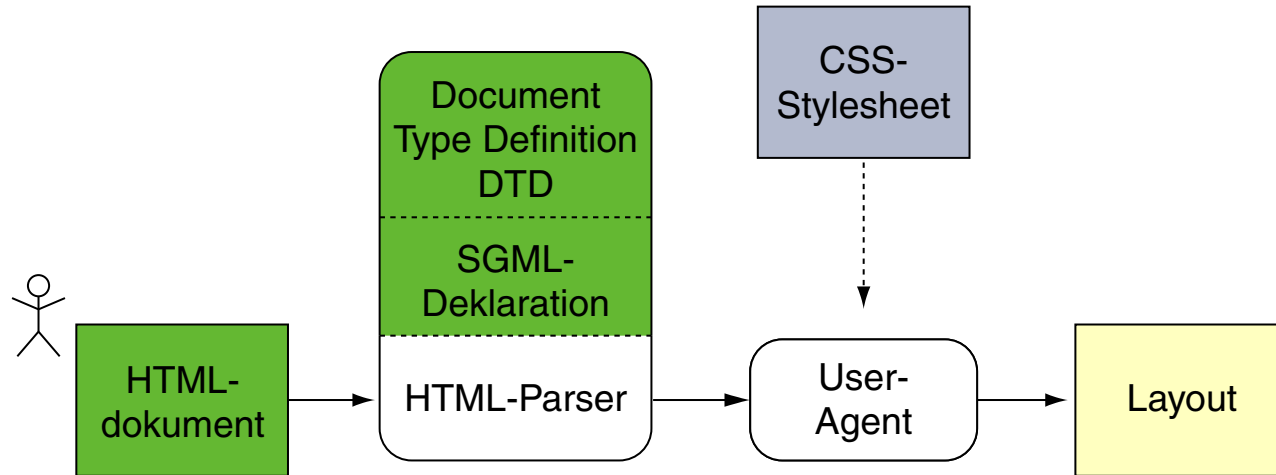 Document
Type Definition
DTD
SGML-
Deklaration
HTML-Parser
CSS-
Stylesheet
HTML-
dokument
User-
Agent
Layout